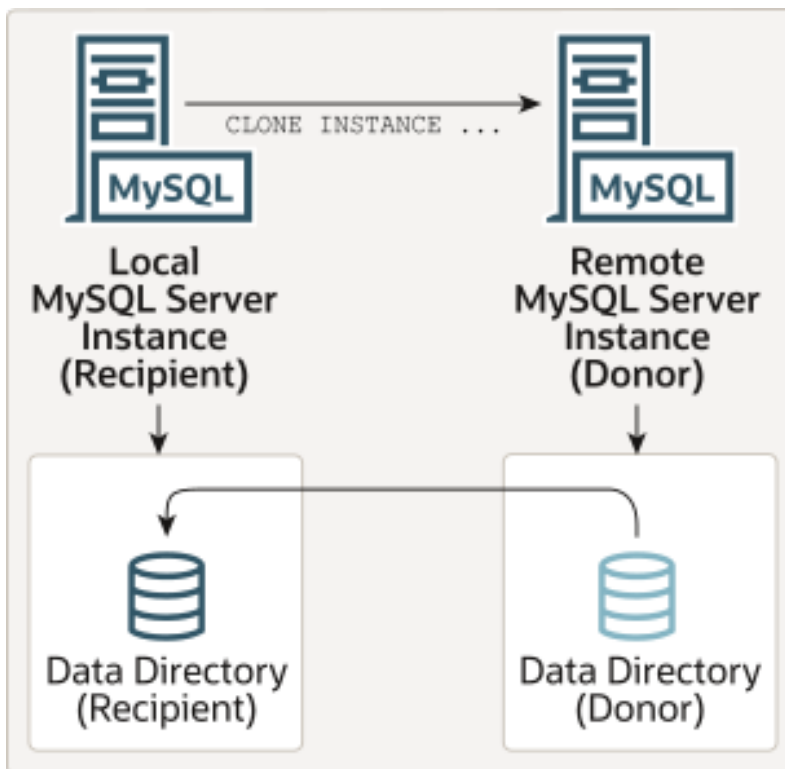 CLONE INSTANCE ...
MySQL
MySQL
Local
MySQL Server
Instance
(Recipient)
Remote
MySQL Server
Instance
(Donor)
Data Directory
(Recipient)
Data Directory
(Donor)